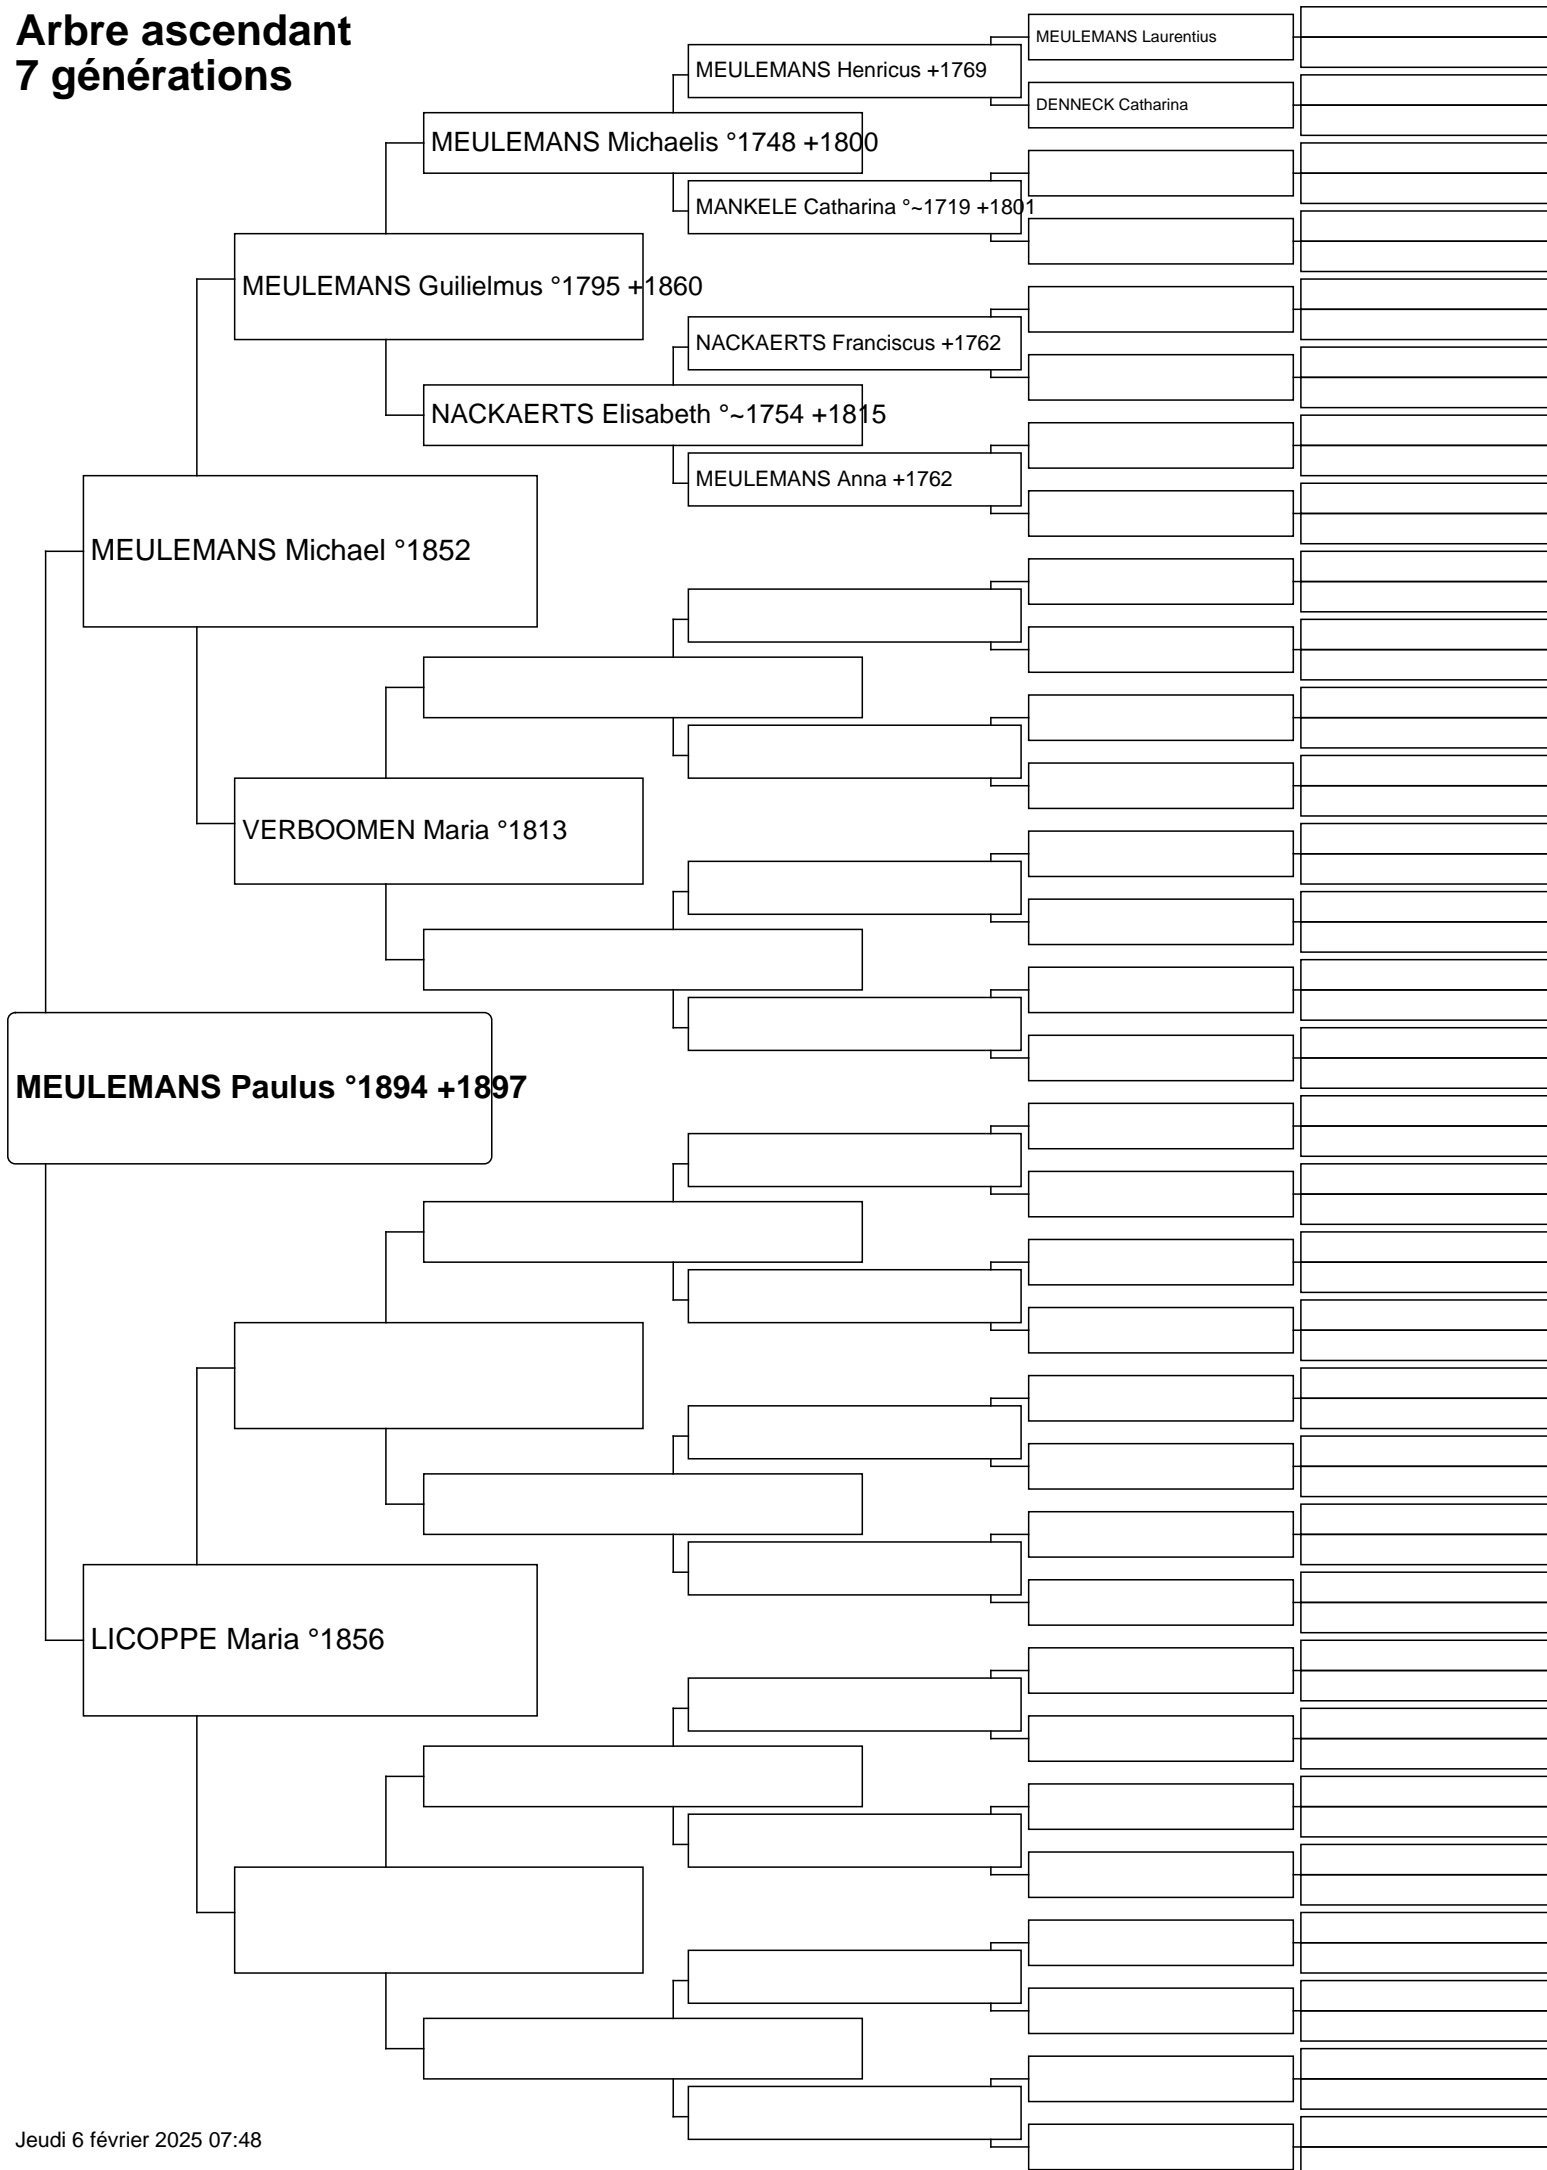 Arbre ascendant
7 générations
MEULEMANS Laurentius
MEULEMANS Henricus +1769
DENNECK Catharina
MEULEMANS Michaelis °1748 +1800
MANKELE Catharina °~1719 +1801
MEULEMANS Guilielmus °1795 +1860
NACKAERTS Franciscus +1762
NACKAERTS Elisabeth °~1754 +1815
MEULEMANS Anna +1762
MEULEMANS Michael °1852
VERBOOMEN Maria °1813
MEULEMANS Paulus °1894 +1897
LICOPPE Maria °1856
Jeudi 6 février 2025 07:48